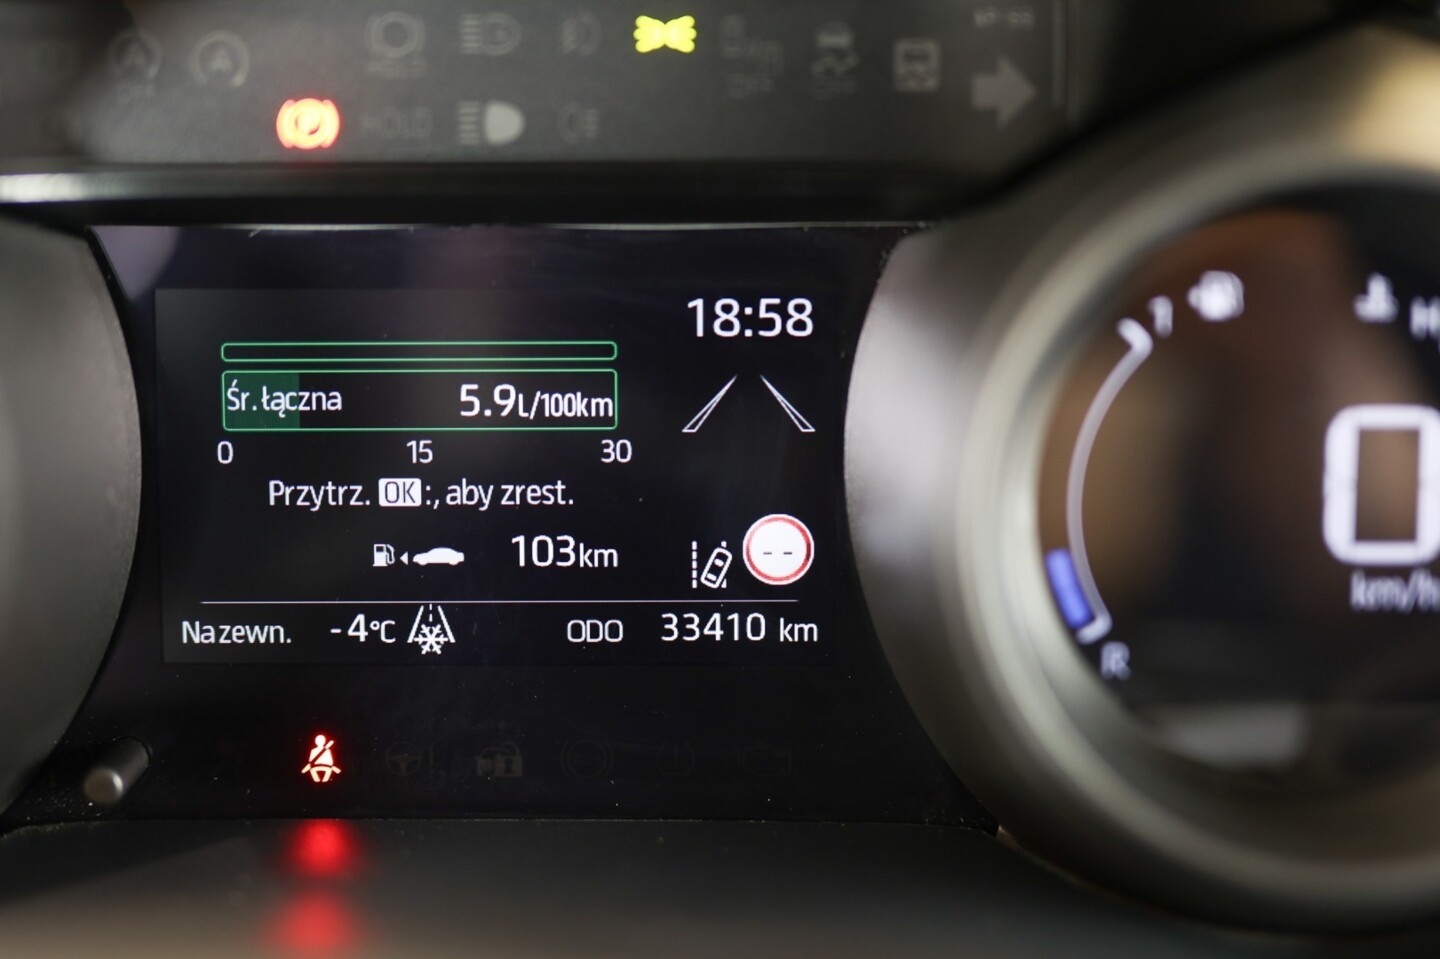 HOLD
18:58
Śr.łączna 5.9L/100km
0 15 30
Przytrz. OK:, aby zrest.
103km
--
Na zewn. -4°C ODO 33410 km
0
km/h
R